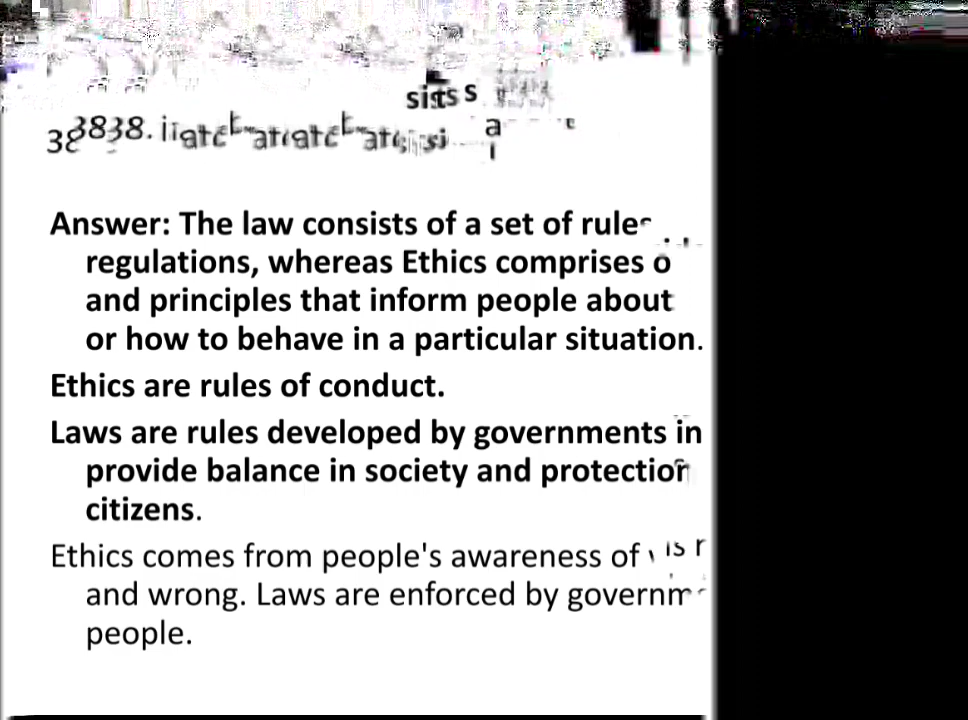 Answer: The law consists of a set of
regulations, whereas Ethics comprises
and principles that inform people about
or how to behave in a particular situation.
Ethics are rules of conduct.
Laws are rules developed by governments in
provide balance in society and protection
citizens.
Ethics comes from people's awareness of
and wrong. Laws are enforced by
people.